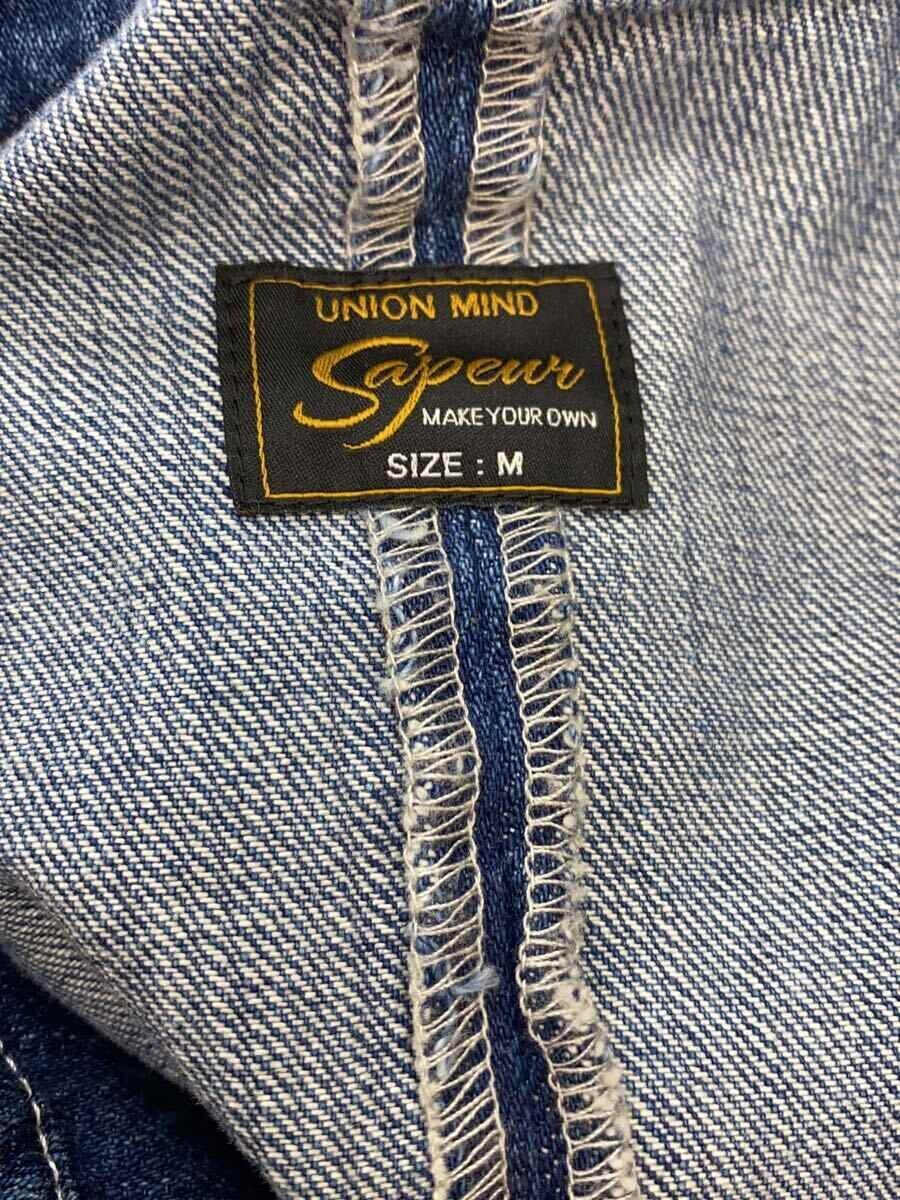 UNION MIND
Sapeur
MAKE YOUR OWN
SIZE : M